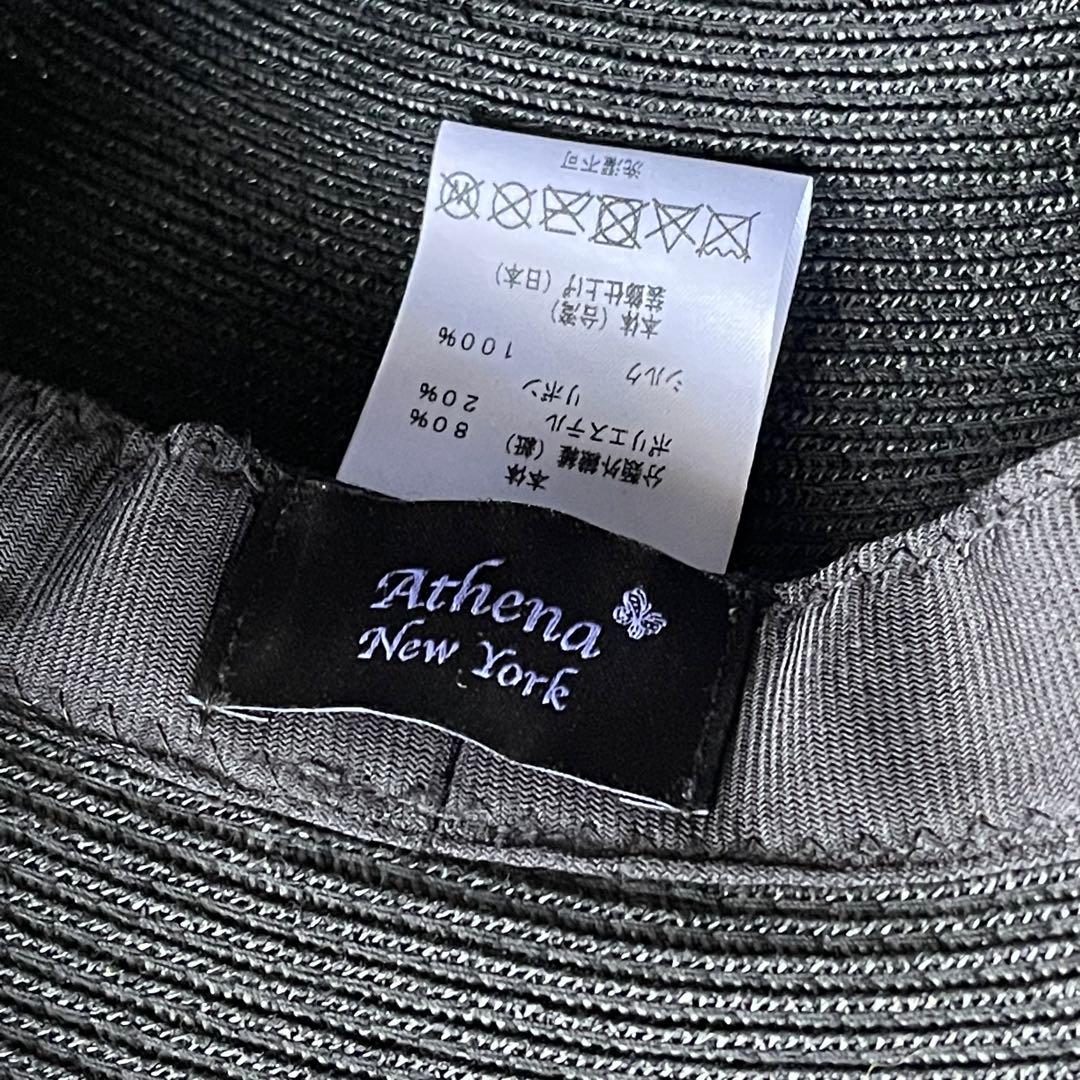 本体
分類外繊維（紙） 80%
ポリエステル 20%
リボン
シルク 100%
本体（台湾）
装飾仕上げ（日本）
洗濯不可
Athena
New York